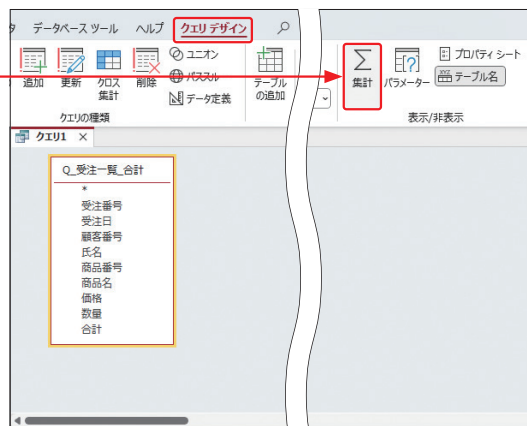 タ データベース ツール ヘルプ クエリ デザイン
追加 更新 クロス集計 削除
ユニオン
パススルー
データ定義
テーブルの追加
集計 パラメーター
プロパティ シート
テーブル名
クエリの種類 表示/非表示
クエリ1 ×
Q_受注一覧_合計
*
受注番号
受注日
顧客番号
氏名
商品番号
商品名
価格
数量
合計